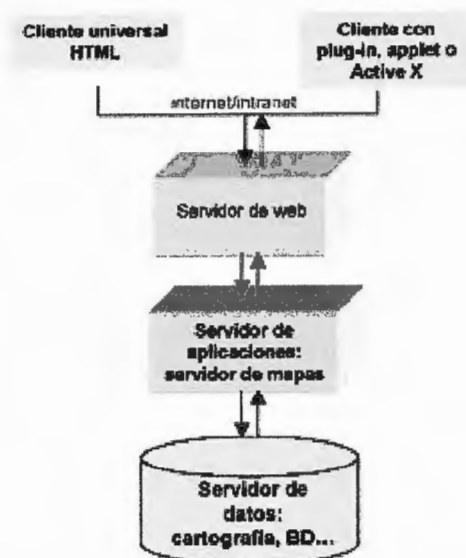 Cliente universal
HTML
Cliente con
plug-in, applet o
Active X
internet/intranet
Servidor de web
Servidor de
aplicaciones:
servidor de mapas
Servidor de
datos:
cartografia, BD...